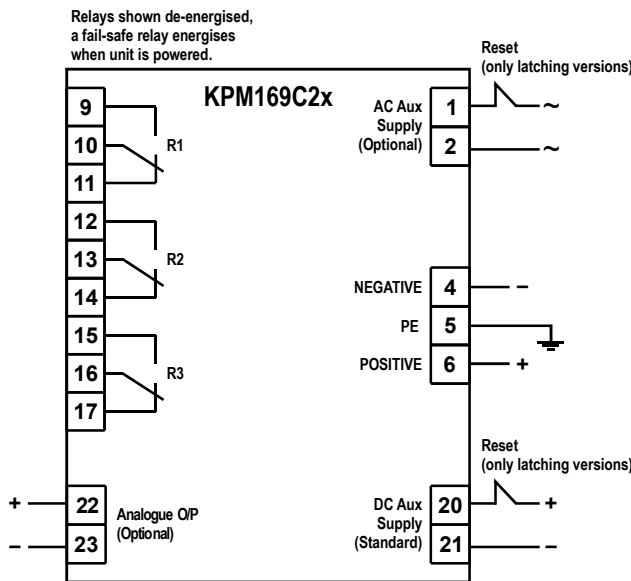 Relays shown de-energised,
a fail-safe relay energises
when unit is powered.
KPM169C2x
9
10
11
R1
12
13
14
R2
15
16
17
R3
+ 22
- 23
Analogue O/P
(Optional)
Reset
(only latching versions)
AC Aux
Supply
(Optional)
1 ~
2 ~
NEGATIVE 4 -
PE 5
POSITIVE 6 +
Reset
(only latching versions)
DC Aux
Supply
(Standard)
20 +
21 -